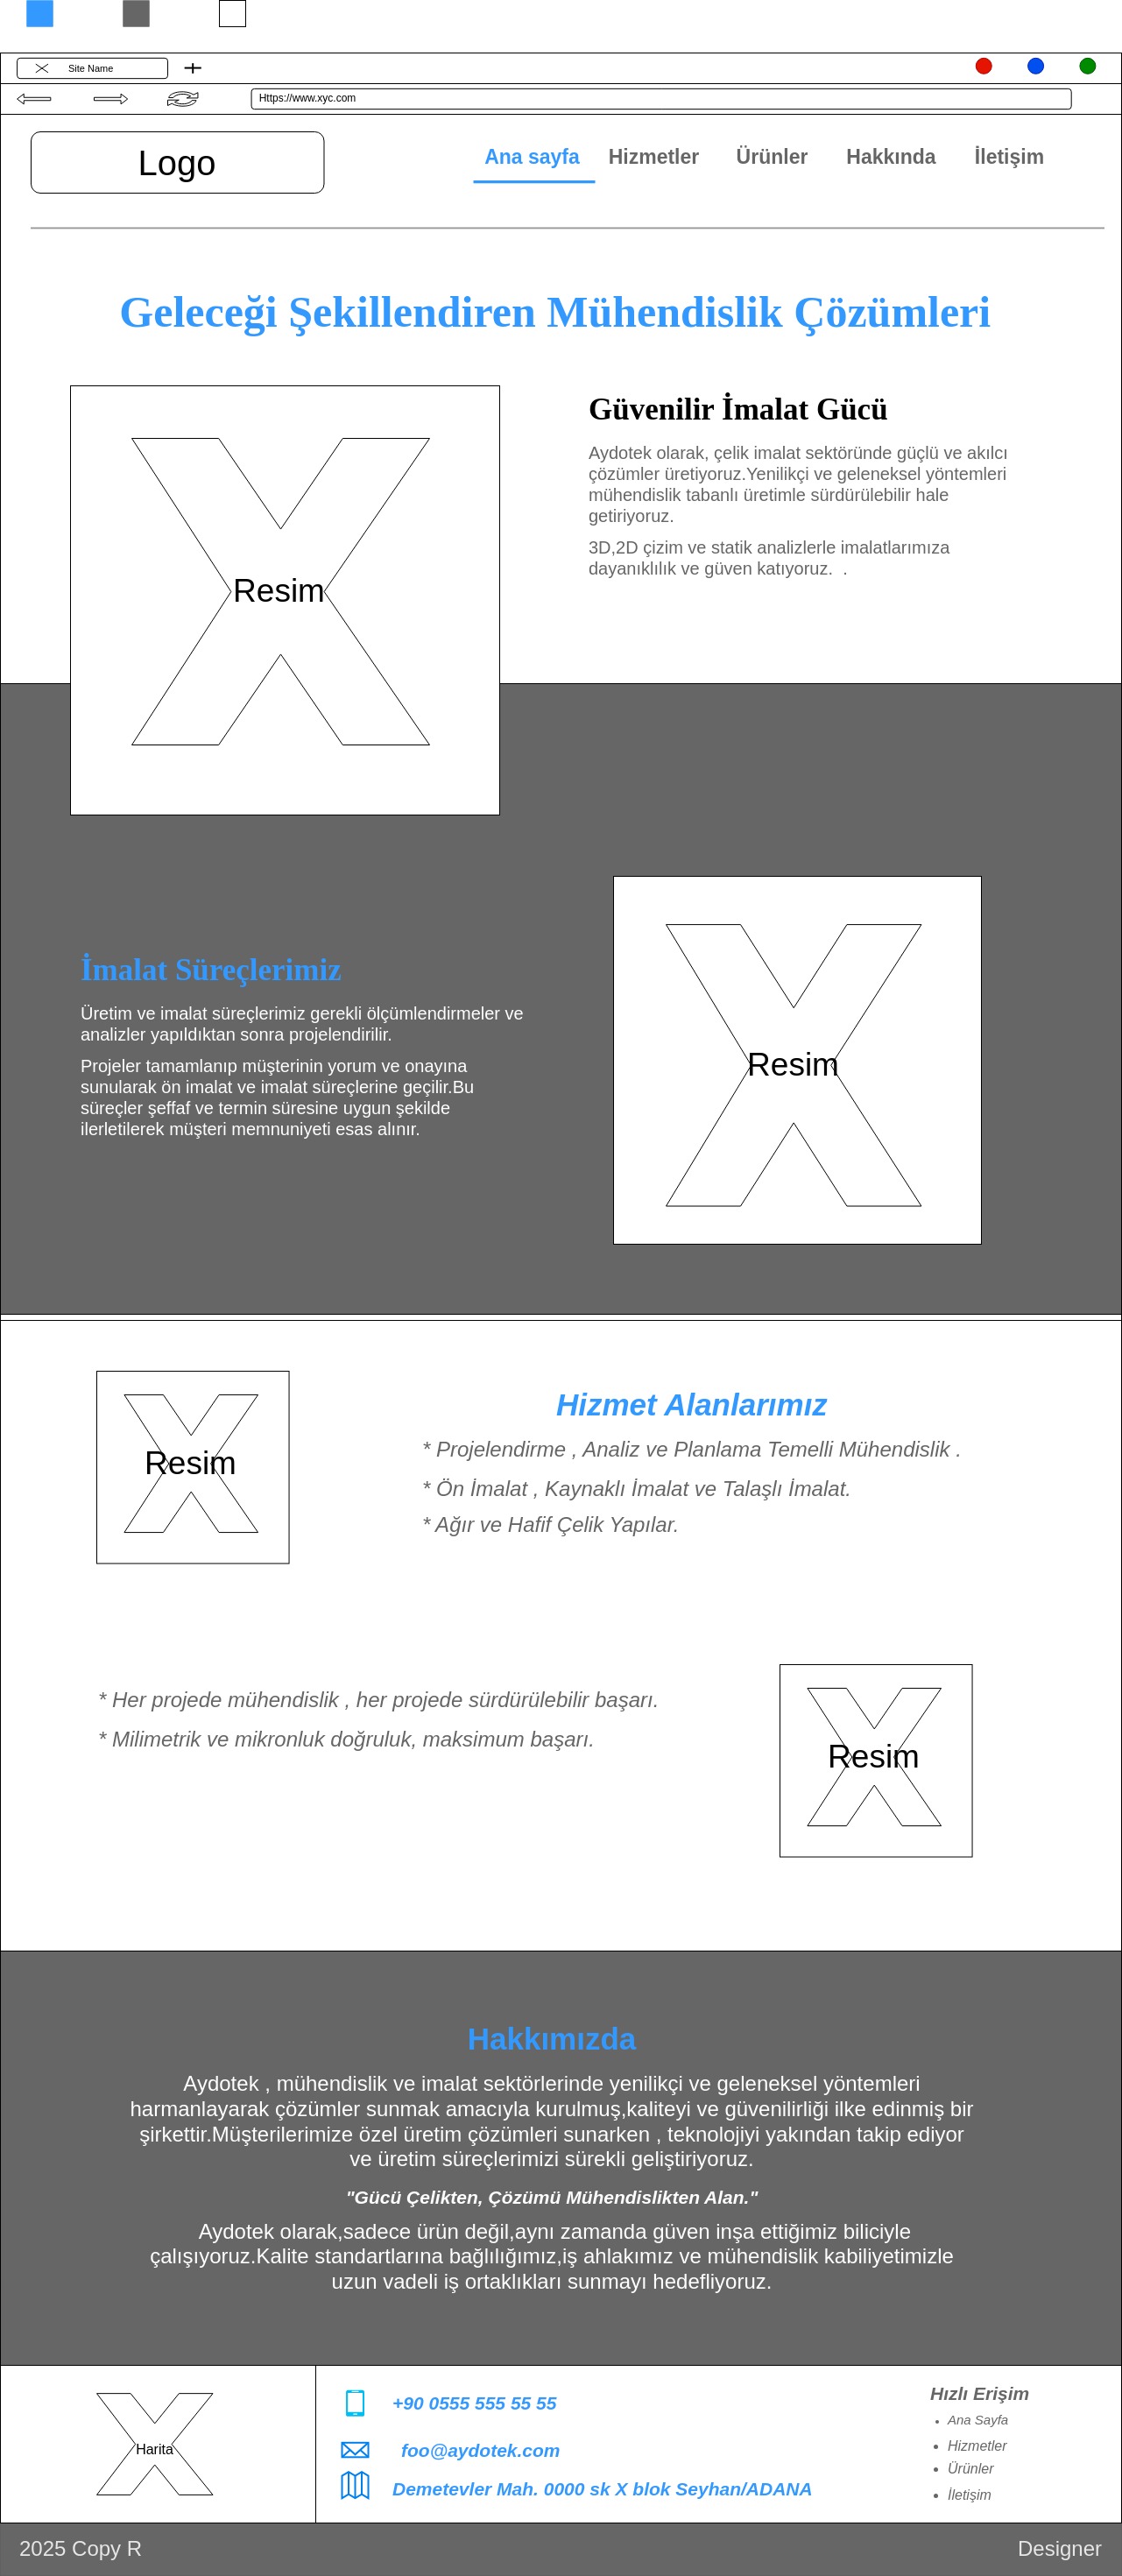 Site Name
Https://www.xyc.com
Logo
Ana sayfa Hizmetler Ürünler Hakkında İletişim
Geleceği Şekillendiren Mühendislik Çözümleri
Resim
Güvenilir İmalat Gücü
Aydotek olarak, çelik imalat sektöründe güçlü ve akılcı
çözümler üretiyoruz.Yenilikçi ve geleneksel yöntemleri
mühendislik tabanlı üretimle sürdürülebilir hale
getiriyoruz.
3D,2D çizim ve statik analizlerle imalatlarımıza
dayanıklılık ve güven katıyoruz.  .
İmalat Süreçlerimiz
Üretim ve imalat süreçlerimiz gerekli ölçümlendirmeler ve
analizler yapıldıktan sonra projelendirilir.
Projeler tamamlanıp müşterinin yorum ve onayına
sunularak ön imalat ve imalat süreçlerine geçilir.Bu
süreçler şeffaf ve termin süresine uygun şekilde
ilerletilerek müşteri memnuniyeti esas alınır.
Resim
Resim
Hizmet Alanlarımız
* Projelendirme , Analiz ve Planlama Temelli Mühendislik .
* Ön İmalat , Kaynaklı İmalat ve Talaşlı İmalat.
* Ağır ve Hafif Çelik Yapılar.
* Her projede mühendislik , her projede sürdürülebilir başarı.
* Milimetrik ve mikronluk doğruluk, maksimum başarı.
Resim
Hakkımızda
Aydotek , mühendislik ve imalat sektörlerinde yenilikçi ve geleneksel yöntemleri
harmanlayarak çözümler sunmak amacıyla kurulmuş,kaliteyi ve güvenilirliği ilke edinmiş bir
şirkettir.Müşterilerimize özel üretim çözümleri sunarken , teknolojiyi yakından takip ediyor
ve üretim süreçlerimizi sürekli geliştiriyoruz.
"Gücü Çelikten, Çözümü Mühendislikten Alan."
Aydotek olarak,sadece ürün değil,aynı zamanda güven inşa ettiğimiz biliciyle
çalışıyoruz.Kalite standartlarına bağlılığımız,iş ahlakımız ve mühendislik kabiliyetimizle
uzun vadeli iş ortaklıkları sunmayı hedefliyoruz.
Harita
+90 0555 555 55 55
foo@aydotek.com
Demetevler Mah. 0000 sk X blok Seyhan/ADANA
Hızlı Erişim
• Ana Sayfa
• Hizmetler
• Ürünler
• İletişim
2025 Copy R
Designer